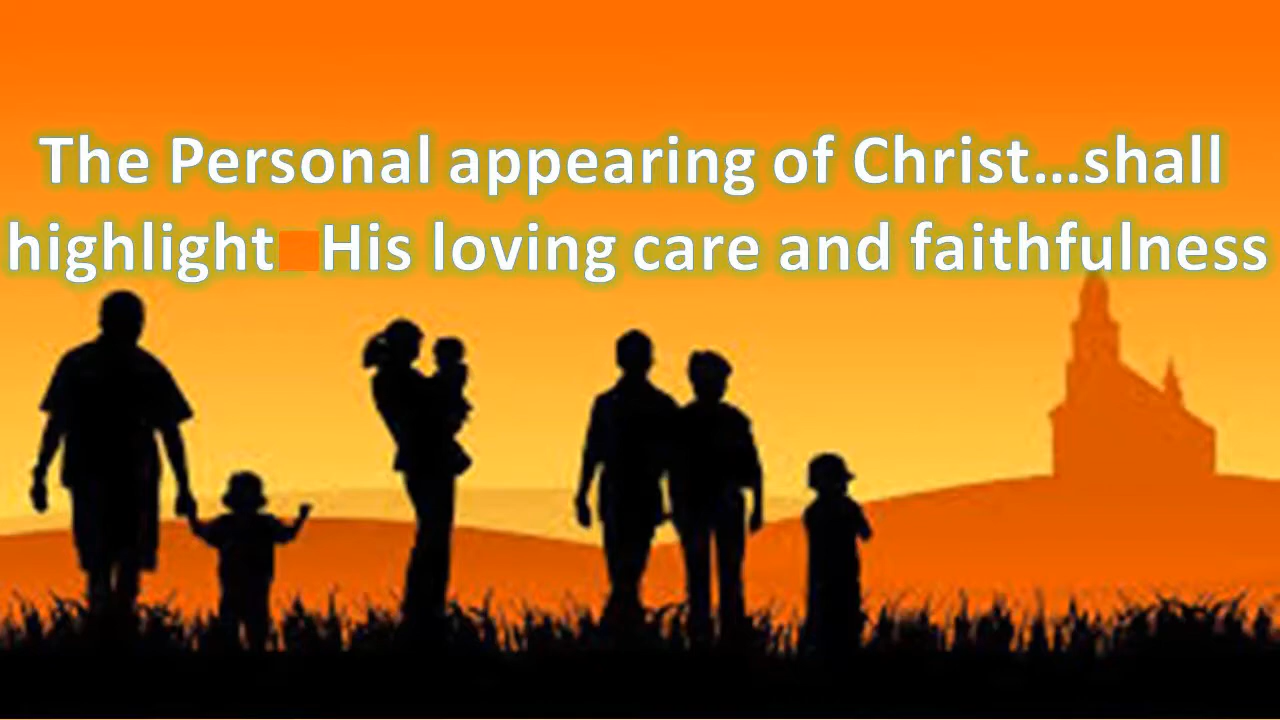 The Personal appearing of Christ...shall
highlight His loving care and faithfulness